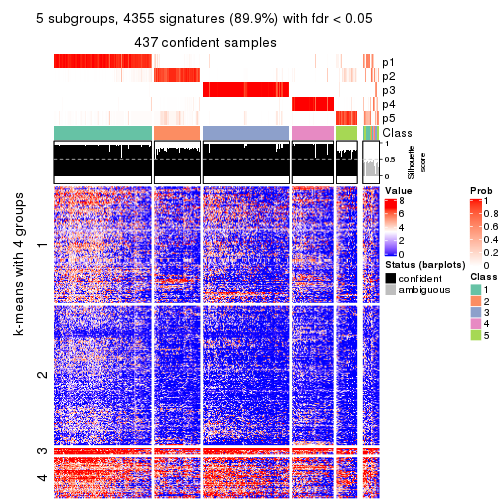 5 subgroups, 4355 signatures (89.9%) with fdr < 0.05
437 confident samples
p1
p2
p3
p4
p5
Class
1
0.5
0
Silhouette
score
k-means with 4 groups
1
2
3
4
Value
8
6
4
2
0
Status (barplots)
confident
ambiguous
Prob
1
0.8
0.6
0.4
0.2
0
Class
1
2
3
4
5